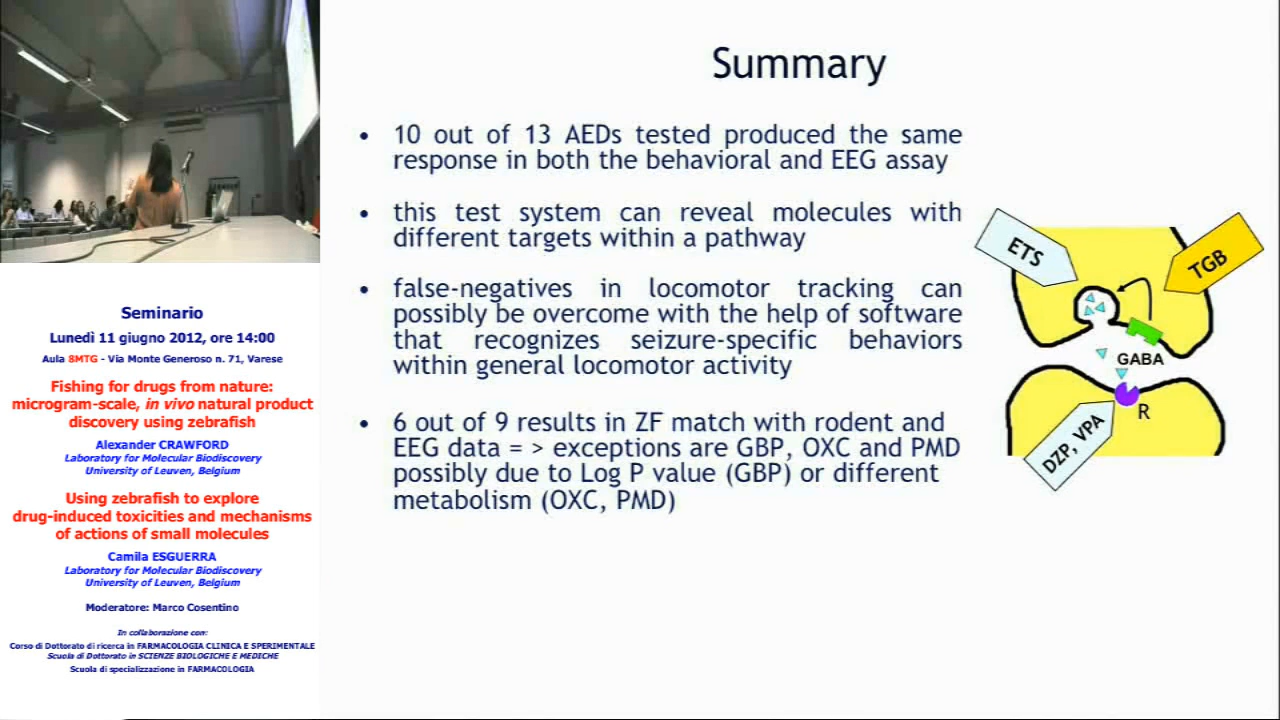 Summary
• 10 out of 13 AEDs tested produced the same
response in both the behavioral and EEG assay
• this test system can reveal molecules with
different targets within a pathway
• false-negatives in locomotor tracking can
possibly be overcome with the help of software
that recognizes seizure-specific behaviors
within general locomotor activity
• 6 out of 9 results in ZF match with rodent and
EEG data = > exceptions are GBP, OXC and PMD
possibly due to Log P value (GBP) or different
metabolism (OXC, PMD)
ETS
TGB
GABA
R
DZP, VPA
Seminario
Lunedì 11 giugno 2012, ore 14:00
Aula 8MTG - Via Monte Generoso n. 71, Varese
Fishing for drugs from nature:
microgram-scale, in vivo natural product
discovery using zebrafish
Alexander CRAWFORD
Laboratory for Molecular Biodiscovery
University of Leuven, Belgium
Using zebrafish to explore
drug-induced toxicities and mechanisms
of actions of small molecules
Camila ESGUERRA
Laboratory for Molecular Biodiscovery
University of Leuven, Belgium
Moderatore: Marco Cosentino
In collaborazione con:
Corso di Dottorato di ricerca in FARMACOLOGIA CLINICA E SPERIMENTALE
Scuola di Dottorato in SCIENZE BIOLOGICHE E MEDICHE
Scuola di specializzazione in FARMACOLOGIA